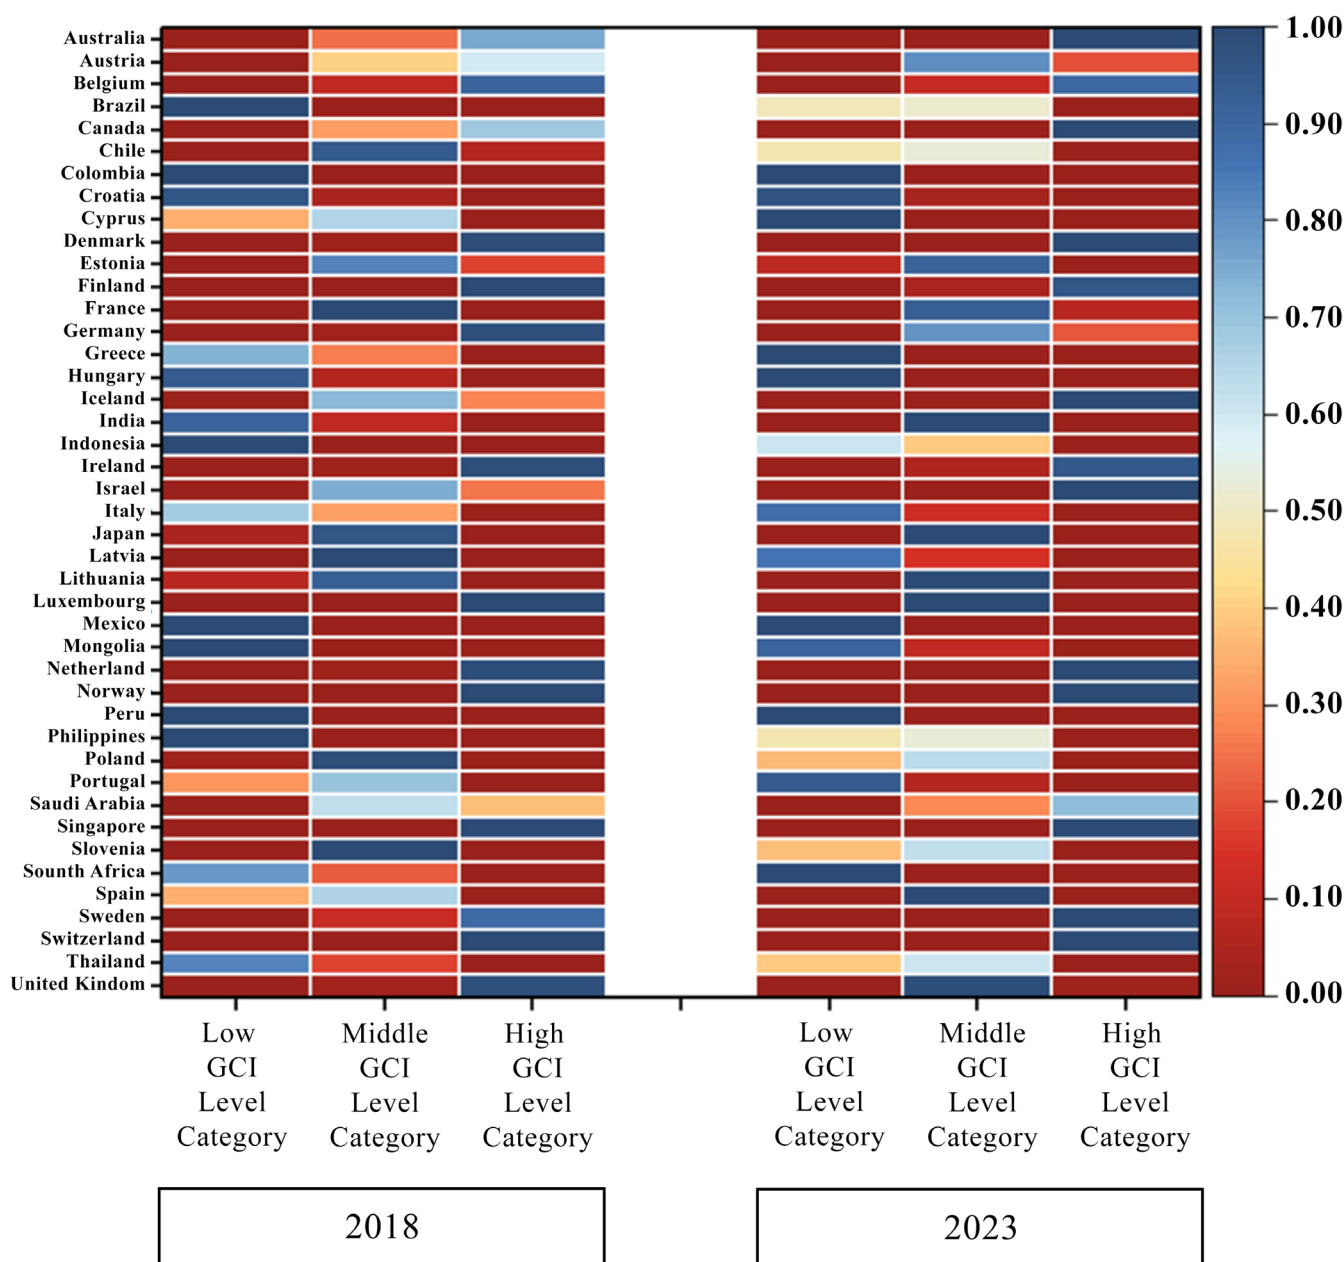 Australia
Austria
Belgium
Brazil
Canada
Chile
Colombia
Croatia
Cyprus
Denmark
Estonia
Finland
France
Germany
Greece
Hungary
Iceland
India
Indonesia
Ireland
Israel
Italy
Japan
Latvia
Lithuania
Luxembourg
Mexico
Mongolia
Netherland
Norway
Peru
Philippines
Poland
Portugal
Saudi Arabia
Singapore
Slovenia
Sounth Africa
Spain
Sweden
Switzerland
Thailand
United Kindom
1.00
0.90
0.80
0.70
0.60
0.50
0.40
0.30
0.20
0.10
0.00
Low
GCI
Level
Category
Middle
GCI
Level
Category
High
GCI
Level
Category
Low
GCI
Level
Category
Middle
GCI
Level
Category
High
GCI
Level
Category
2018
2023